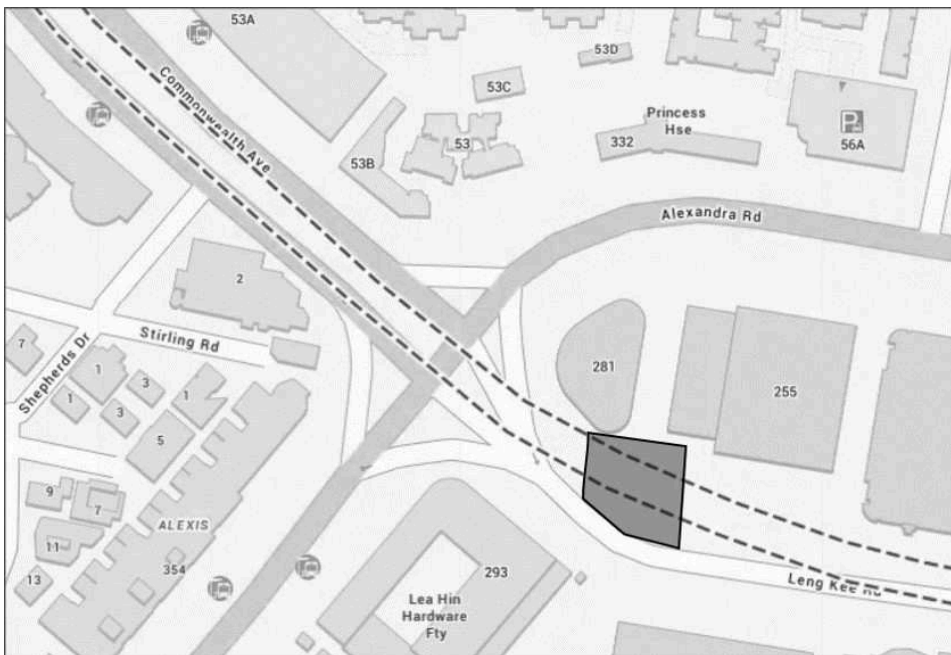 53A
53D
53C
Commonwealth Ave
Princess
Hse
P
53
332
56A
53B
Alexandra Rd
2
Stirling Rd
7
Shepherds Dr
1
3
1
281
255
1
3
5
9
7
ALEXIS
11
13
354
293
Leng Kee Rd
Lea Hin
Hardware
Fty